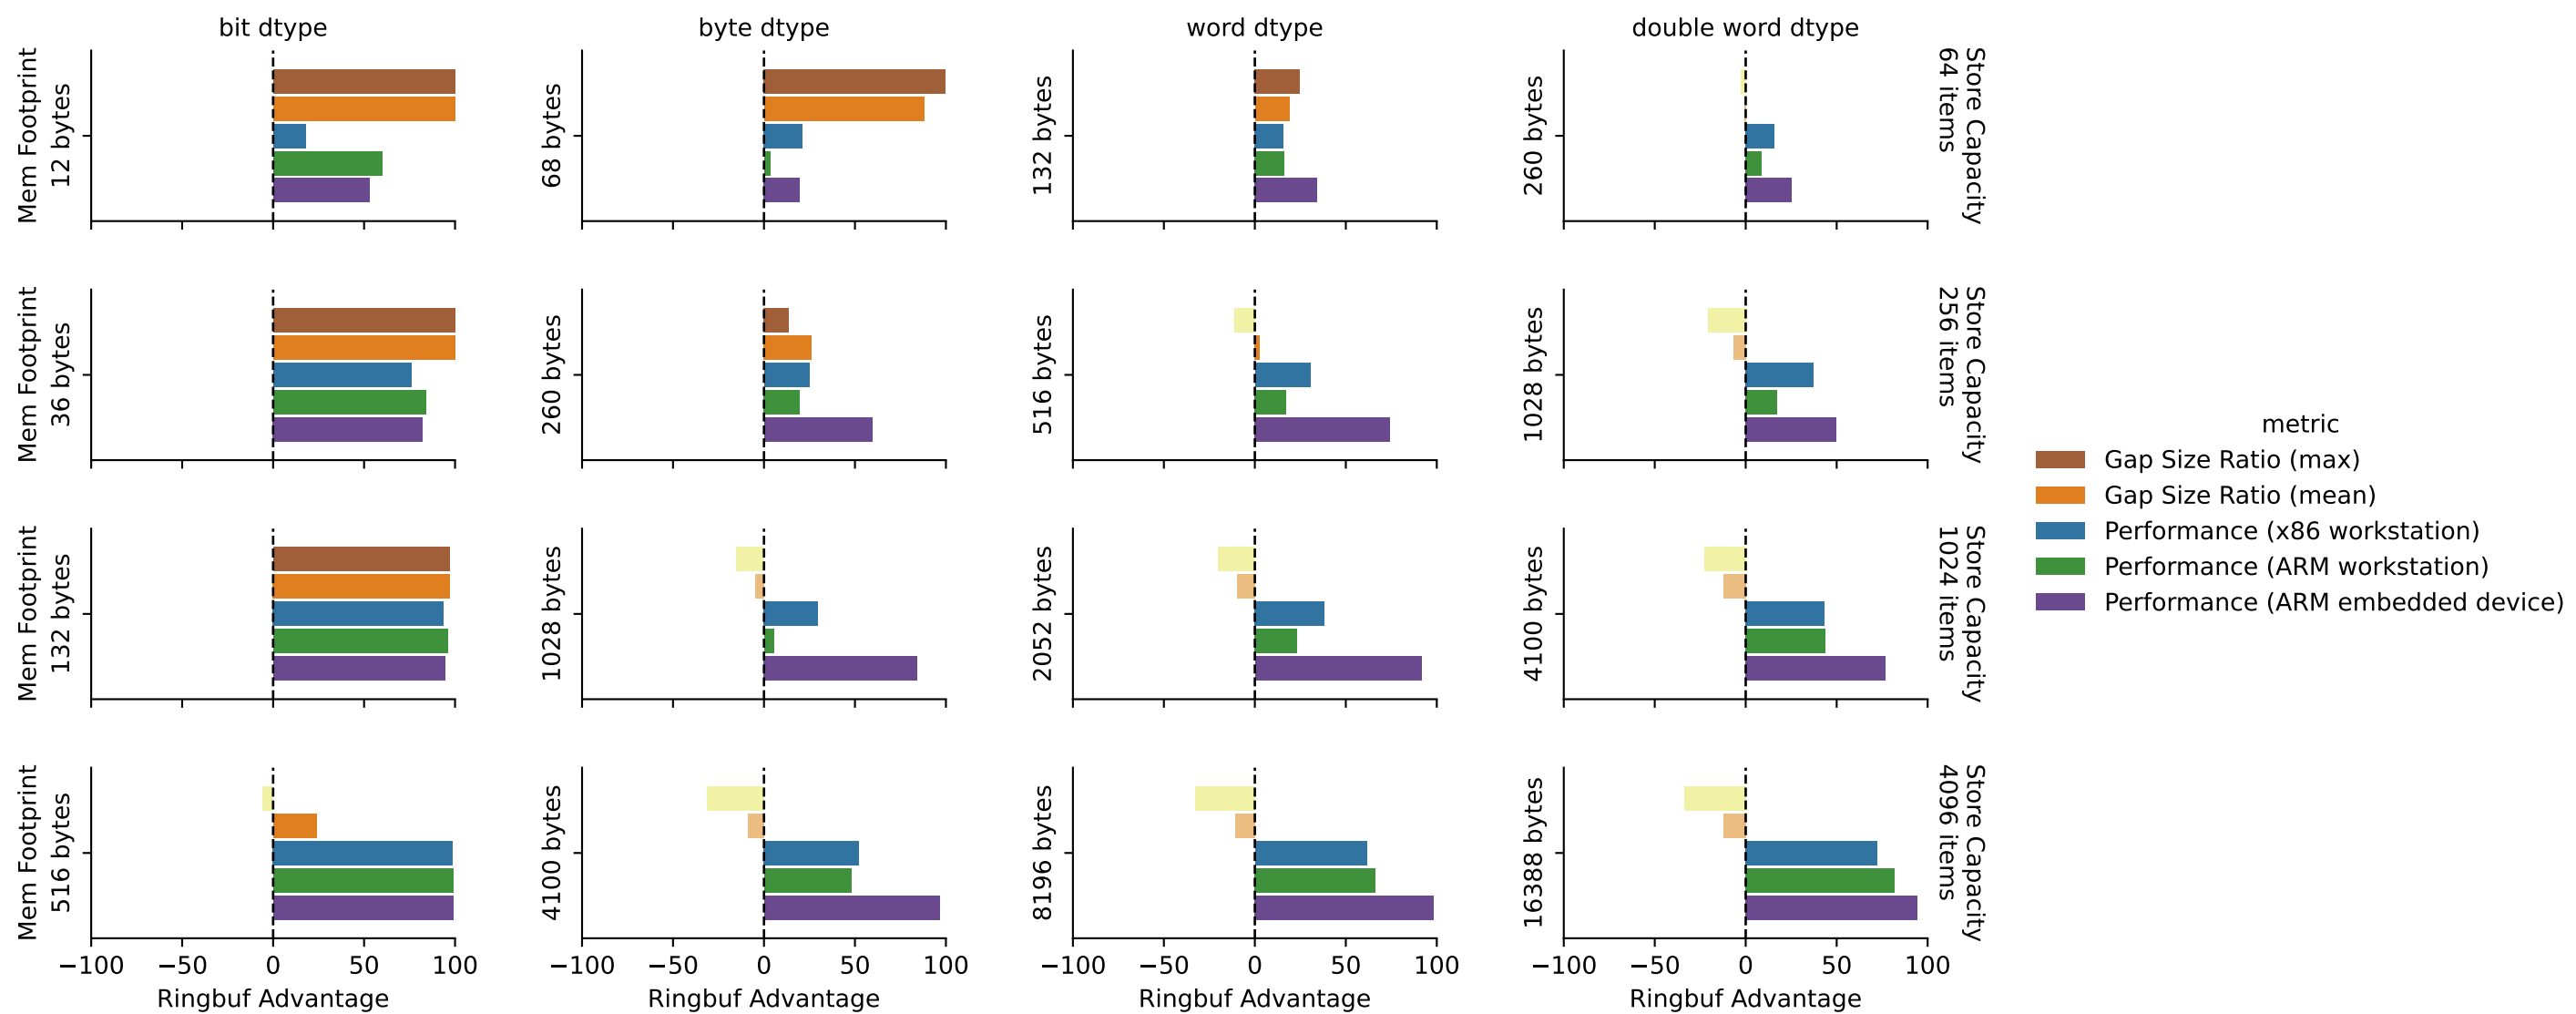 bit dtype
byte dtype
word dtype
double word dtype
Mem Footprint
12 bytes
68 bytes
132 bytes
260 bytes
Store Capacity
64 items
Mem Footprint
36 bytes
260 bytes
516 bytes
1028 bytes
Store Capacity
256 items
Mem Footprint
132 bytes
1028 bytes
2052 bytes
4100 bytes
Store Capacity
1024 items
Mem Footprint
516 bytes
4100 bytes
8196 bytes
16388 bytes
Store Capacity
4096 items
−100 −50 0 50 100
−100 −50 0 50 100
−100 −50 0 50 100
−100 −50 0 50 100
Ringbuf Advantage
Ringbuf Advantage
Ringbuf Advantage
Ringbuf Advantage
metric
Gap Size Ratio (max)
Gap Size Ratio (mean)
Performance (x86 workstation)
Performance (ARM workstation)
Performance (ARM embedded device)